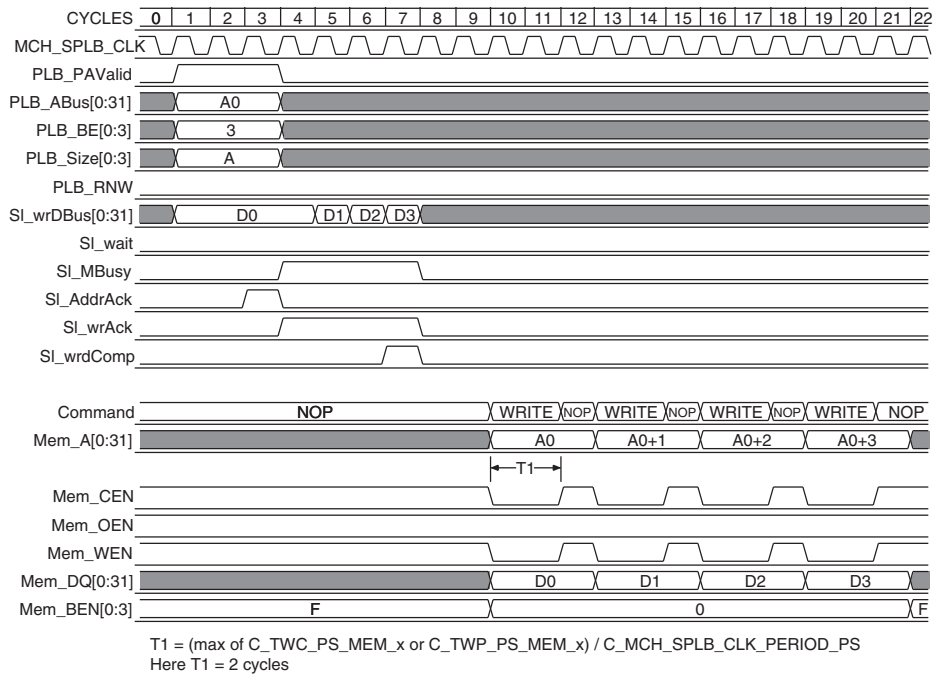 CYCLES 0 1 2 3 4 5 6 7 8 9 10 11 12 13 14 15 16 17 18 19 20 21 22
MCH_SPLB_CLK
PLB_PAValid
PLB_ABus[0:31] A0
PLB_BE[0:3] 3
PLB_Size[0:3] A
PLB_RNW
Sl_wrDBus[0:31] D0 D1 D2 D3
Sl_wait
Sl_MBusy
Sl_AddrAck
Sl_wrAck
Sl_wrdComp
Command NOP WRITE NOP WRITE NOP WRITE NOP WRITE NOP
Mem_A[0:31] A0 A0+1 A0+2 A0+3
T1
Mem_CEN
Mem_OEN
Mem_WEN
Mem_DQ[0:31] D0 D1 D2 D3
Mem_BEN[0:3] F 0 F
T1 = (max of C_TWC_PS_MEM_x or C_TWP_PS_MEM_x) / C_MCH_SPLB_CLK_PERIOD_PS
Here T1 = 2 cycles